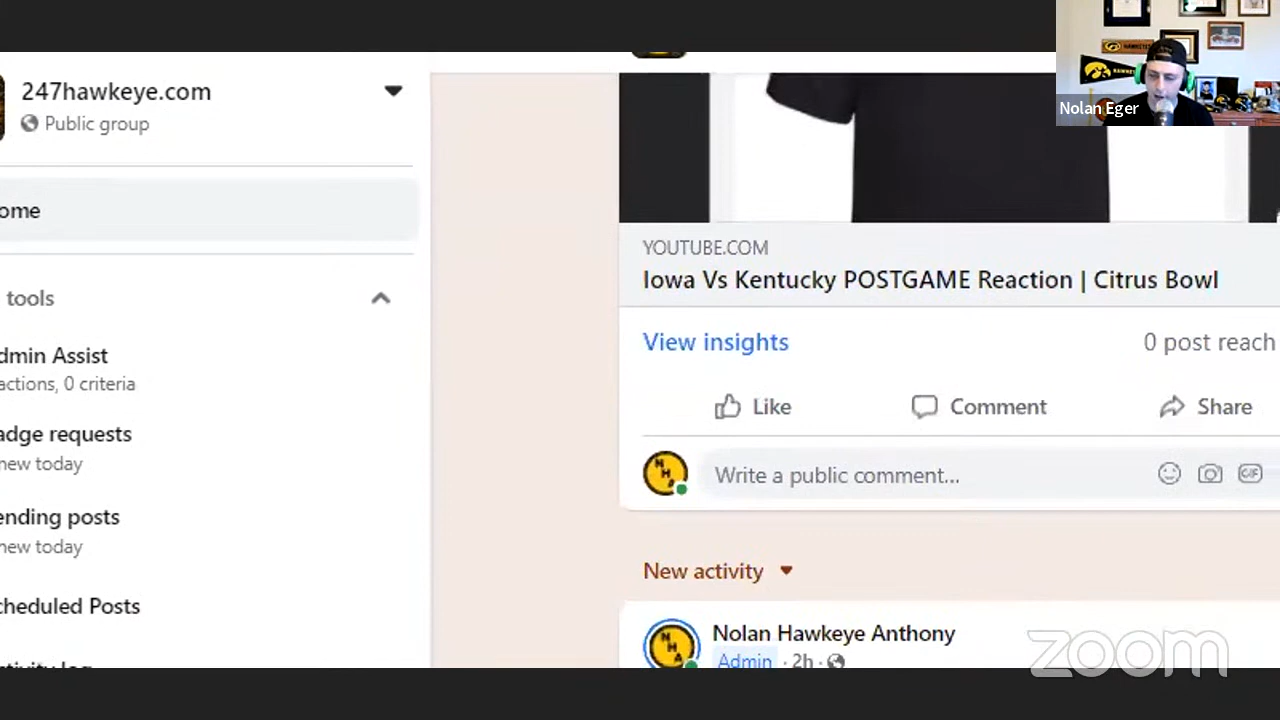 247hawkeye.com
Public group
ome
tools
dmin Assist
actions, 0 criteria
adge requests
new today
ending posts
new today
cheduled Posts
YOUTUBE.COM
Iowa Vs Kentucky POSTGAME Reaction | Citrus Bowl
View insights
0 post reach
Like
Comment
Share
Write a public comment...
GIF
New activity
Nolan Hawkeye Anthony
Admin · 2h ·
Nolan Eger
zoom